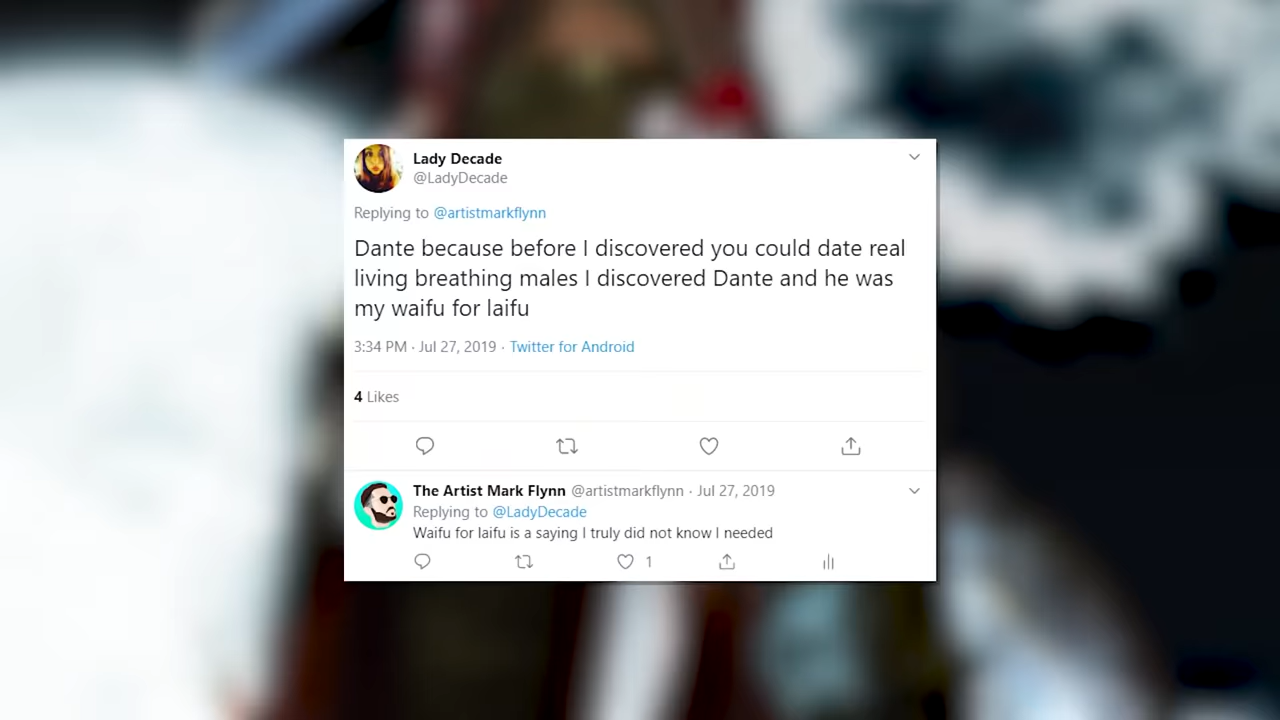 Lady Decade
@LadyDecade
Replying to @artistmarkflynn
Dante because before I discovered you could date real
living breathing males I discovered Dante and he was
my waifu for laifu
3:34 PM · Jul 27, 2019 · Twitter for Android
4 Likes
The Artist Mark Flynn @artistmarkflynn · Jul 27, 2019
Replying to @LadyDecade
Waifu for laifu is a saying I truly did not know I needed
1